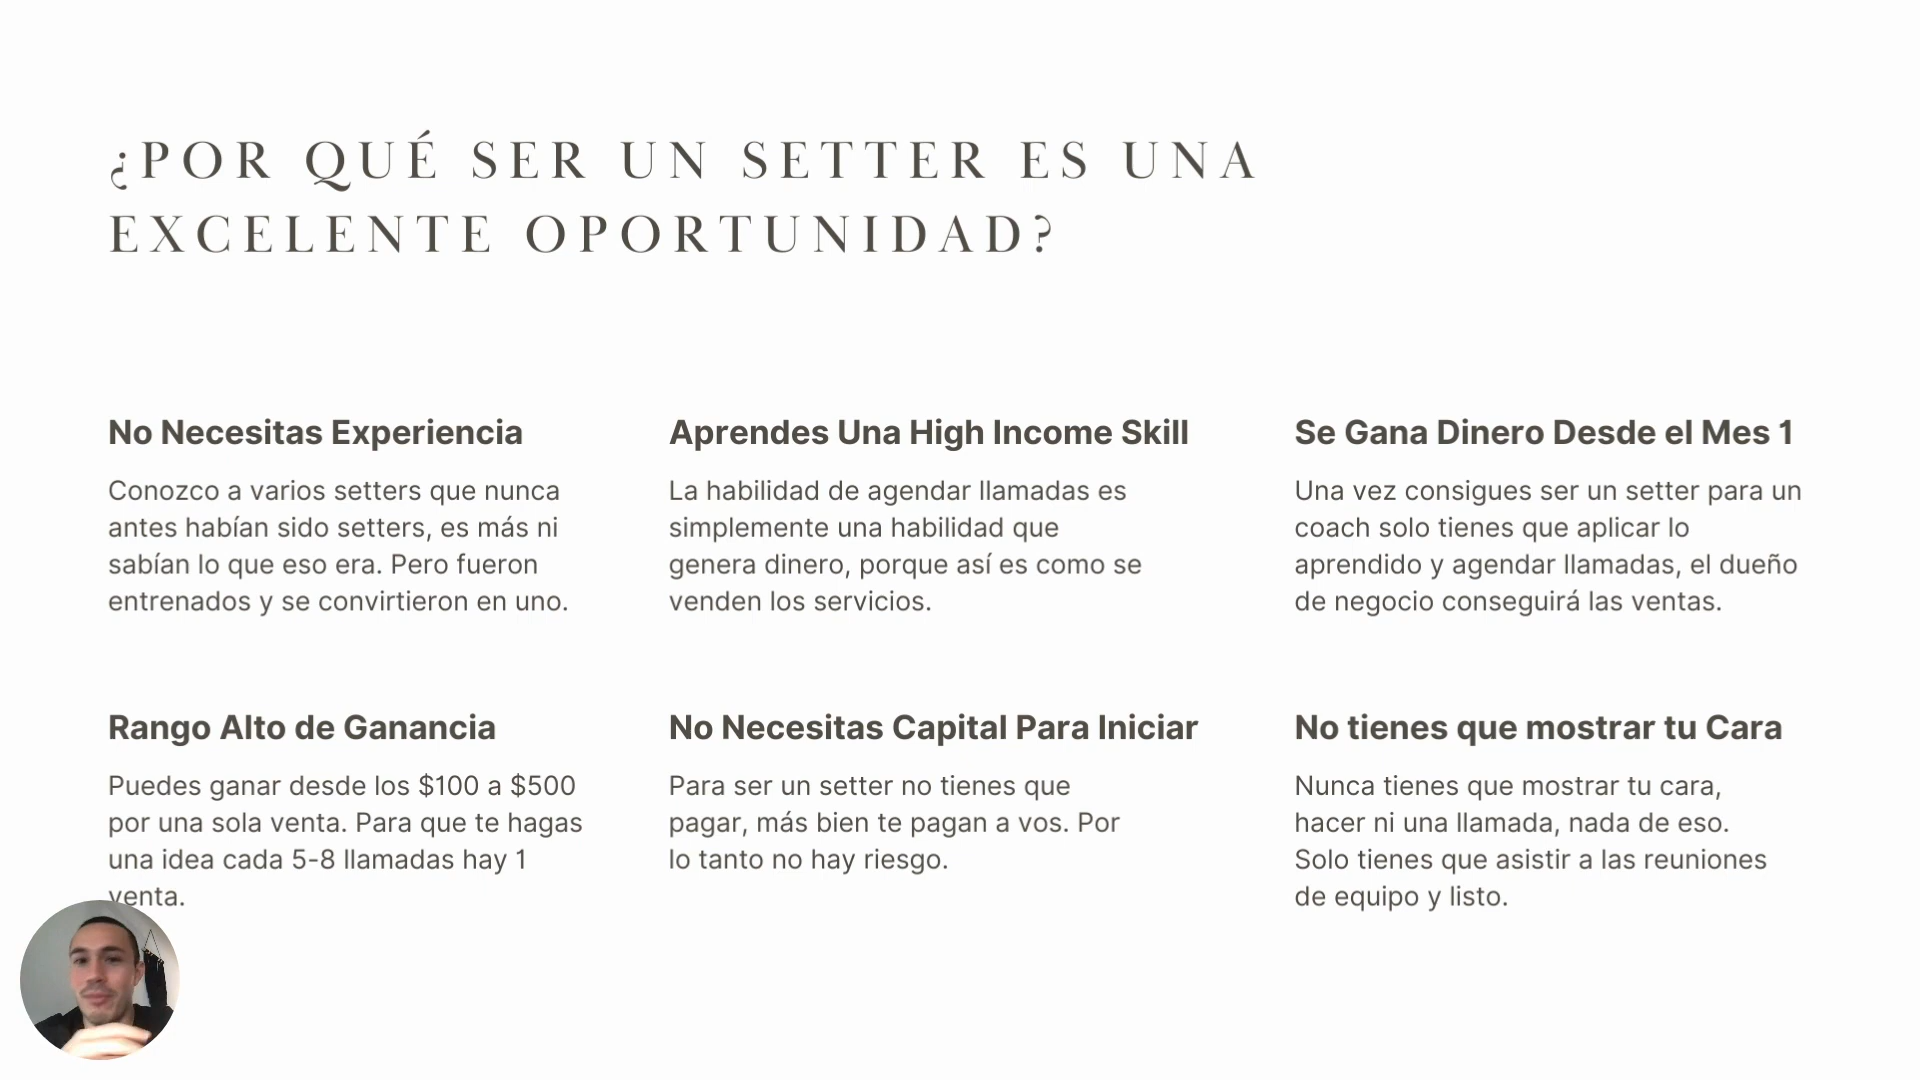 ¿POR QUÉ SER UN SETTER ES UNA
EXCELENTE OPORTUNIDAD?
No Necesitas Experiencia
Conozco a varios setters que nunca
antes habían sido setters, es más ni
sabían lo que eso era. Pero fueron
entrenados y se convirtieron en uno.
Aprendes Una High Income Skill
La habilidad de agendar llamadas es
simplemente una habilidad que
genera dinero, porque así es como se
venden los servicios.
Se Gana Dinero Desde el Mes 1
Una vez consigues ser un setter para un
coach solo tienes que aplicar lo
aprendido y agendar llamadas, el dueño
de negocio conseguirá las ventas.
Rango Alto de Ganancia
Puedes ganar desde los $100 a $500
por una sola venta. Para que te hagas
una idea cada 5-8 llamadas hay 1
venta.
No Necesitas Capital Para Iniciar
Para ser un setter no tienes que
pagar, más bien te pagan a vos. Por
lo tanto no hay riesgo.
No tienes que mostrar tu Cara
Nunca tienes que mostrar tu cara,
hacer ni una llamada, nada de eso.
Solo tienes que asistir a las reuniones
de equipo y listo.